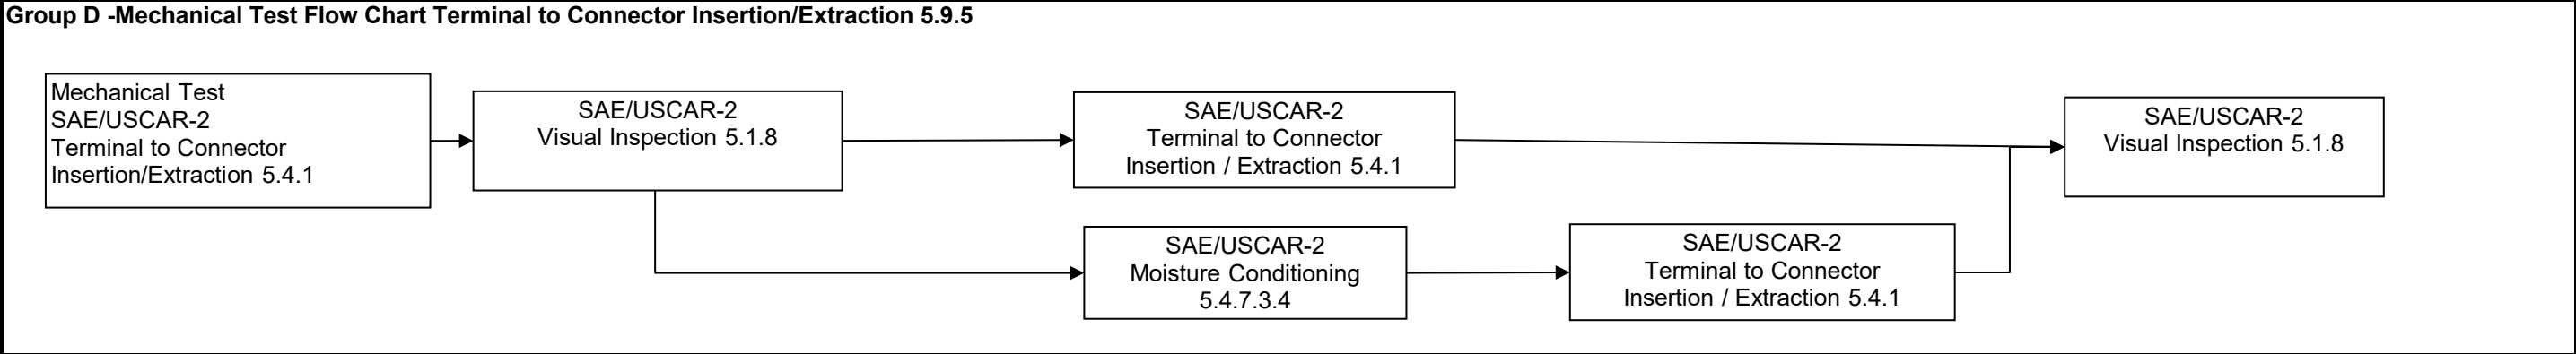 Group D -Mechanical Test Flow Chart Terminal to Connector Insertion/Extraction 5.9.5
Mechanical Test
SAE/USCAR-2
Terminal to Connector
Insertion/Extraction 5.4.1
SAE/USCAR-2
Visual Inspection 5.1.8
SAE/USCAR-2
Terminal to Connector
Insertion / Extraction 5.4.1
SAE/USCAR-2
Visual Inspection 5.1.8
SAE/USCAR-2
Moisture Conditioning
5.4.7.3.4
SAE/USCAR-2
Terminal to Connector
Insertion / Extraction 5.4.1